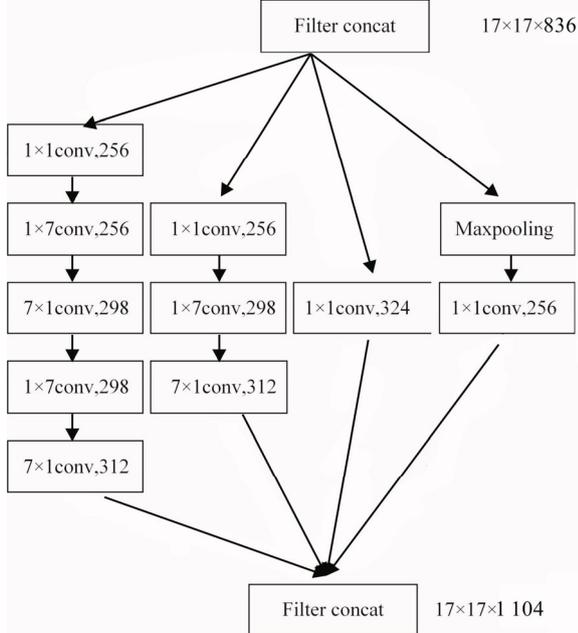 Filter concat 17×17×836
1×1conv,256
1×7conv,256 1×1conv,256 Maxpooling
7×1conv,298 1×7conv,298 1×1conv,324 1×1conv,256
1×7conv,298 7×1conv,312
7×1conv,312
Filter concat 17×17×1 104